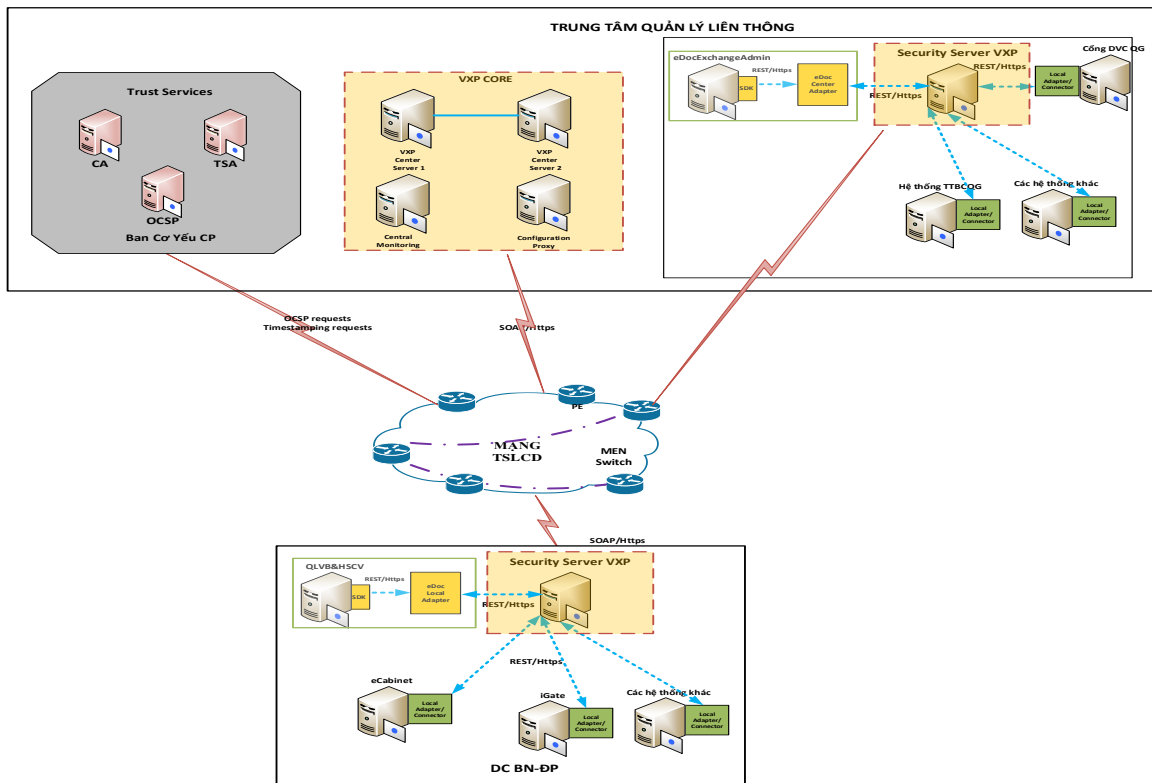 TRUNG TÂM QUẢN LÝ LIÊN THÔNG
Trust Services
CA
TSA
OCSP
Ban Cơ Yếu CP
VXP CORE
VXP
Center
Server 1
VXP
Center
Server 2
Central
Monitoring
Configuration
Proxy
eDocExchangeAdmin
REST/Https
SDK
eDoc
Center
Adapter
REST/Https
Security Server VXP
REST/Https
Cổng DVC QG
Local
Adapter/
Connector
Hệ thống TTBCQG
Local
Adapter/
Connector
Các hệ thống khác
Local
Adapter/
Connector
OCSP requests
Timestamping requests
SOAP/Https
PE
MẠNG
TSLCD
MEN
Switch
SOAP/Https
QLVB&HSCV
REST/Https
SDK
eDoc
Local
Adapter
REST/Https
Security Server VXP
REST/Https
eCabinet
Local
Adapter/
Connector
iGate
Local
Adapter/
Connector
Các hệ thống khác
Local
Adapter/
Connector
DC BN-ĐP